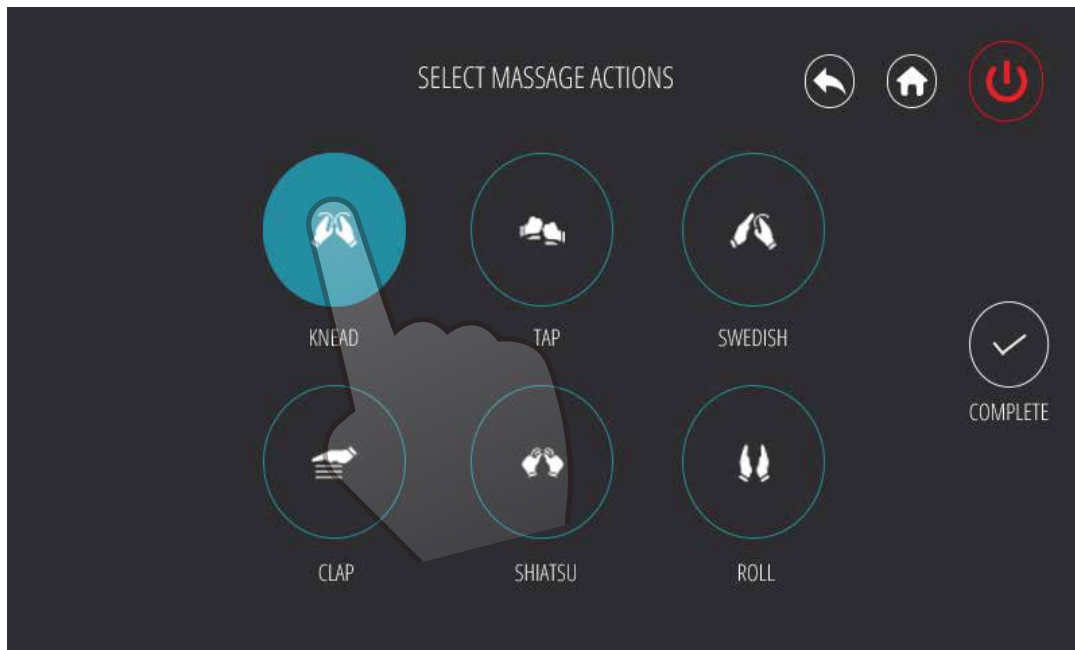 SELECT MASSAGE ACTIONS
KNEAD TAP SWEDISH
COMPLETE
CLAP SHIATSU ROLL